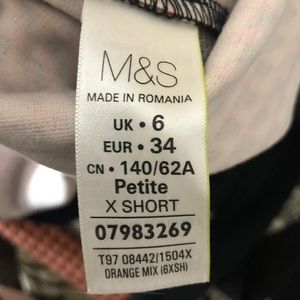 M&S
MADE IN ROMANIA
UK • 6
EUR • 34
CN • 140/62A
Petite
X SHORT
07983269
T97 08442/1504X
ORANGE MIX (6XSH)